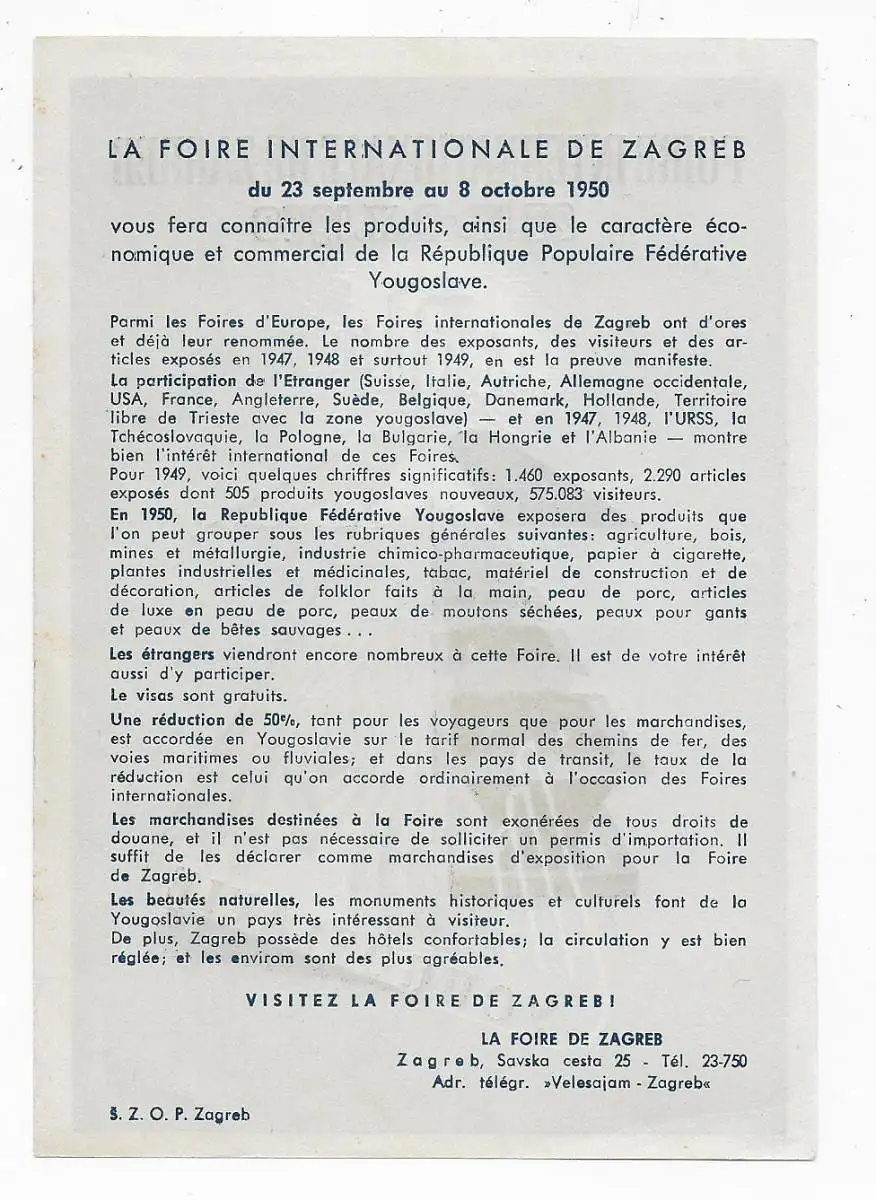 LA FOIRE INTERNATIONALE DE ZAGREB
du 23 septembre au 8 octobre 1950
vous fera connaître les produits, ainsi que le caractère éco-
nomique et commercial de la République Populaire Fédérative
Yougoslave.
Parmi les Foires d'Europe, les Foires internationales de Zagreb ont d'ores
et déjà leur renommée. Le nombre des exposants, des visiteurs et des ar-
ticles exposés en 1947, 1948 et surtout 1949, en est la preuve manifeste.
La participation de l'Etranger (Suisse, Italie, Autriche, Allemagne occidentale,
USA, France, Angleterre, Suède, Belgique, Danemark, Hollande, Territoire
libre de Trieste avec la zone yougoslave) — et en 1947, 1948, l'URSS, la
Tchécoslovaquie, la Pologne, la Bulgarie, la Hongrie et l'Albanie — montre
bien l'intérêt international de ces Foires.
Pour 1949, voici quelques chriffres significatifs: 1.460 exposants, 2.290 articles
exposés dont 505 produits yougoslaves nouveaux, 575.083 visiteurs.
En 1950, la Republique Fédérative Yougoslave exposera des produits que
l'on peut grouper sous les rubriques générales suivantes: agriculture, bois,
mines et métallurgie, industrie chimico-pharmaceutique, papier à cigarette,
plantes industrielles et médicinales, tabac, matériel de construction et de
décoration, articles de folklor faits à la main, peau de porc, articles
de luxe en peau de porc, peaux de moutons séchées, peaux pour gants
et peaux de bêtes sauvages . . .
Les étrangers viendront encore nombreux à cette Foire. Il est de votre intérêt
aussi d'y participer.
Le visas sont gratuits.
Une réduction de 50%, tant pour les voyageurs que pour les marchandises,
est accordée en Yougoslavie sur le tarif normal des chemins de fer, des
voies maritimes ou fluviales; et dans les pays de transit, le taux de la
réduction est celui qu'on accorde ordinairement à l'occasion des Foires
internationales.
Les marchandises destinées à la Foire sont exonérées de tous droits de
douane, et il n'est pas nécessaire de solliciter un permis d'importation. Il
suffit de les déclarer comme marchandises d'exposition pour la Foire
de Zagreb.
Les beautés naturelles, les monuments historiques et culturels font de la
Yougoslavie un pays très intéressant à visiteur.
De plus, Zagreb possède des hôtels confortables; la circulation y est bien
réglée; et les envirom sont des plus agréables.
VISITEZ LA FOIRE DE ZAGREB!
LA FOIRE DE ZAGREB
Zagreb, Savska cesta 25 - Tél. 23-750
Adr. télégr. »Velesajam - Zagreb«
Š. Z. O. P. Zagreb